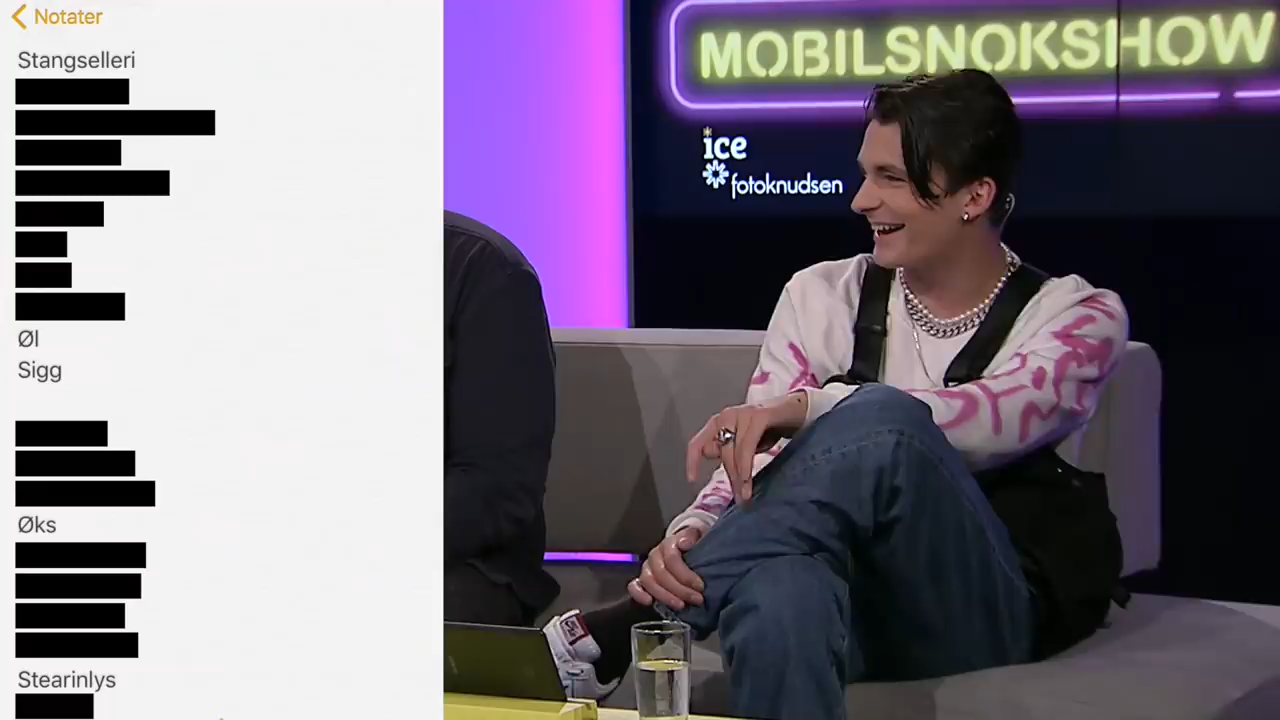 Notater
Stangselleri
Øl
Sigg
Øks
Stearinlys
MOBILSNOKSHOW
ice
fotoknudsen